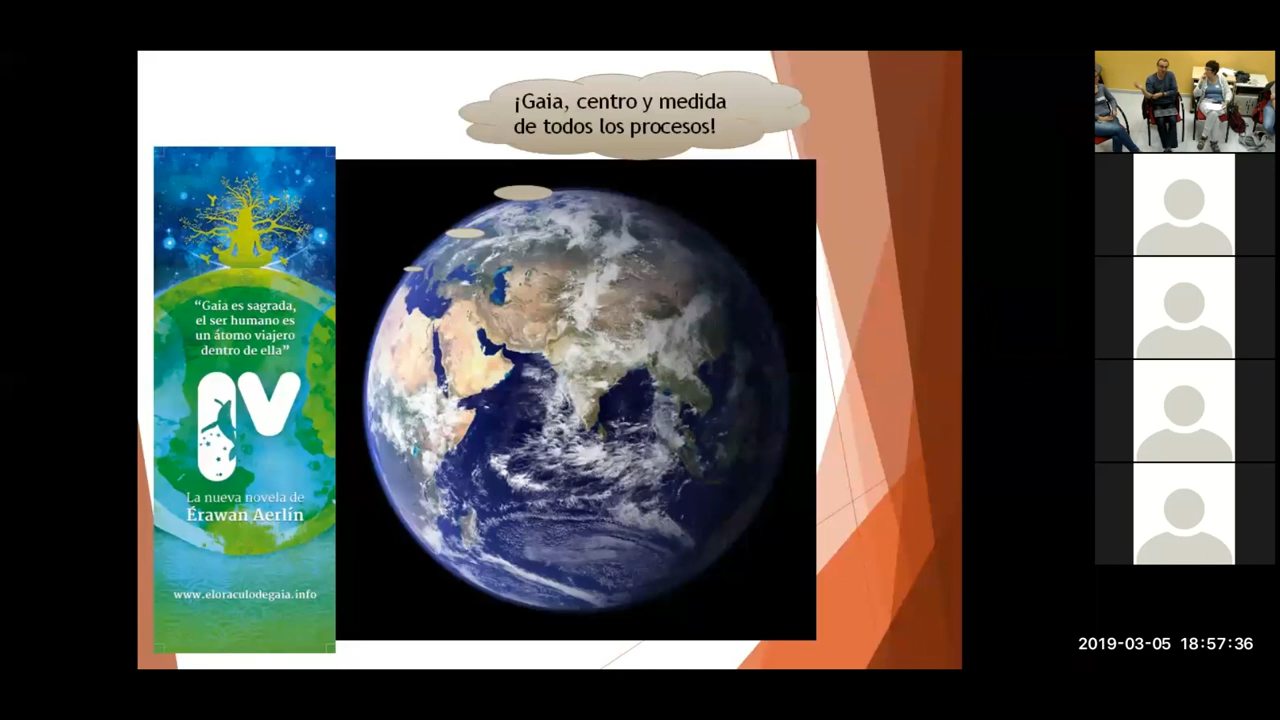 ¡Gaia, centro y medida
de todos los procesos!
“Gaia es sagrada,
el ser humano es
un átomo viajero
dentro de ella”
IV
La nueva novela de
Érawan Aerlín
www.eloraculodegaia.info
2019-03-05 18:57:36